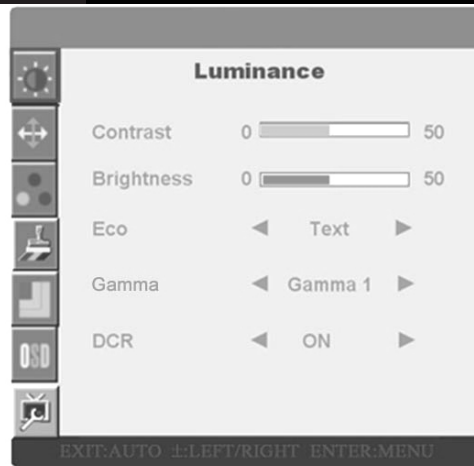 Luminance
Contrast 0 50
Brightness 0 50
Eco Text
Gamma Gamma 1
DCR ON
OSD
EXIT:AUTO ±:LEFT/RIGHT ENTER:MENU